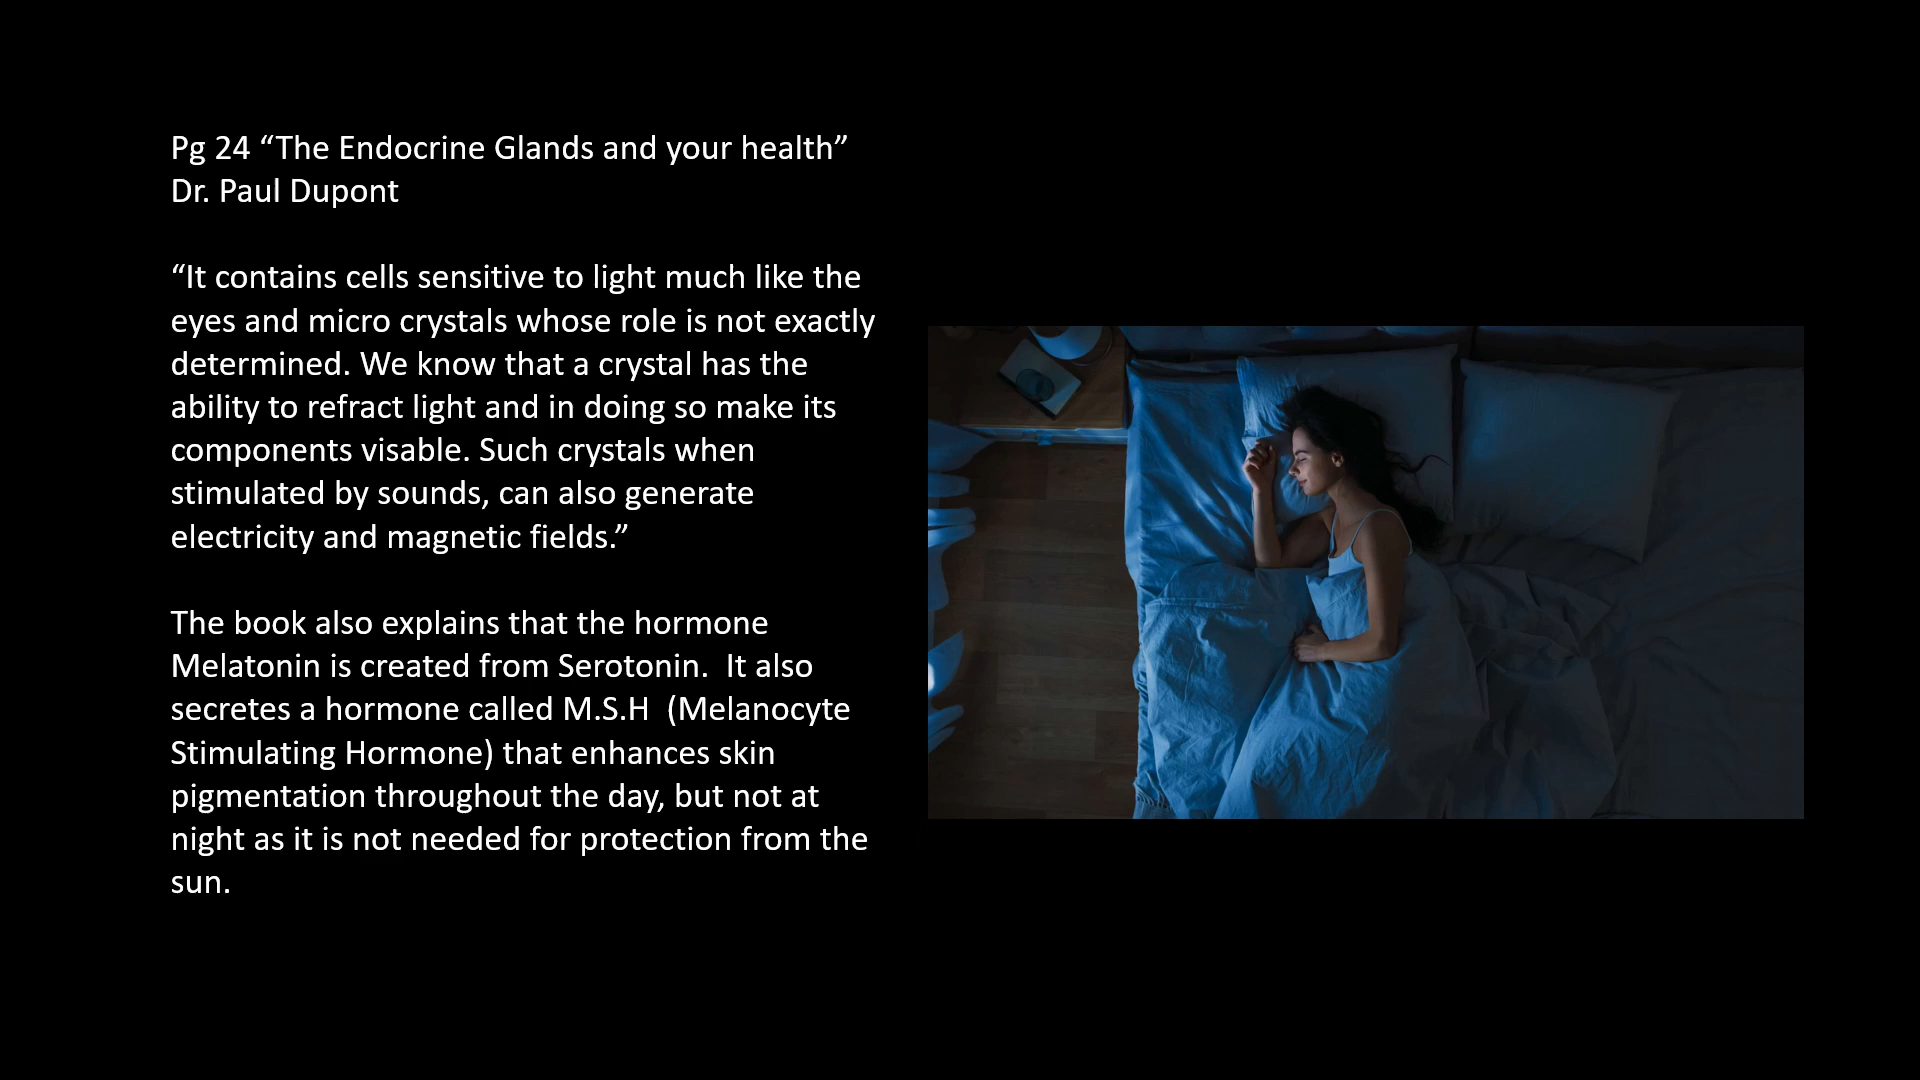 Pg 24 “The Endocrine Glands and your health”
Dr. Paul Dupont
“It contains cells sensitive to light much like the
eyes and micro crystals whose role is not exactly
determined. We know that a crystal has the
ability to refract light and in doing so make its
components visable. Such crystals when
stimulated by sounds, can also generate
electricity and magnetic fields.”
The book also explains that the hormone
Melatonin is created from Serotonin.  It also
secretes a hormone called M.S.H  (Melanocyte
Stimulating Hormone) that enhances skin
pigmentation throughout the day, but not at
night as it is not needed for protection from the
sun.